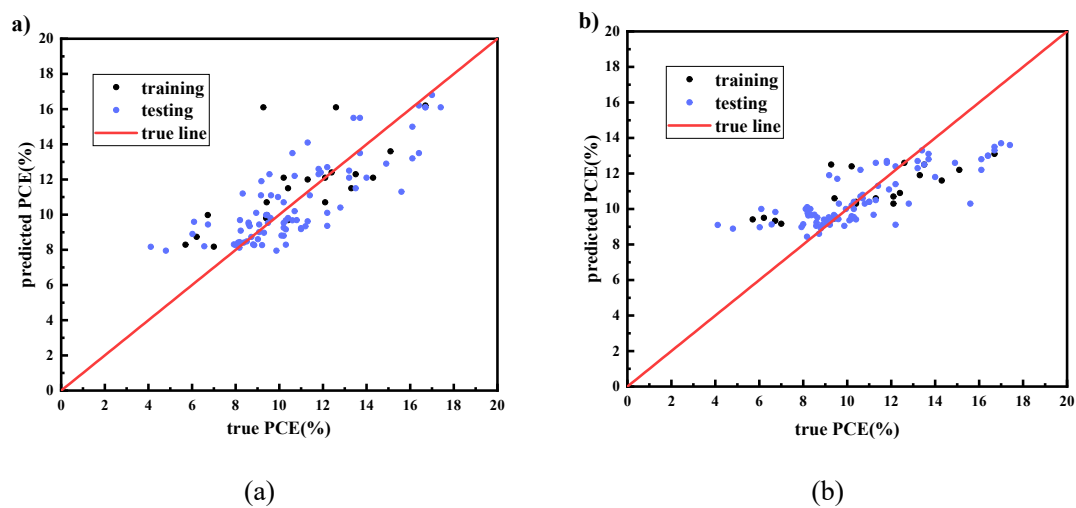 a)
20
18
16
14
12
10
8
6
4
2
0
predicted PCE(%)
training
testing
true line
0 2 4 6 8 10 12 14 16 18 20
true PCE(%)
(a)
b)
20
18
16
14
12
10
8
6
4
2
0
predicted PCE(%)
training
testing
true line
0 2 4 6 8 10 12 14 16 18 20
true PCE(%)
(b)